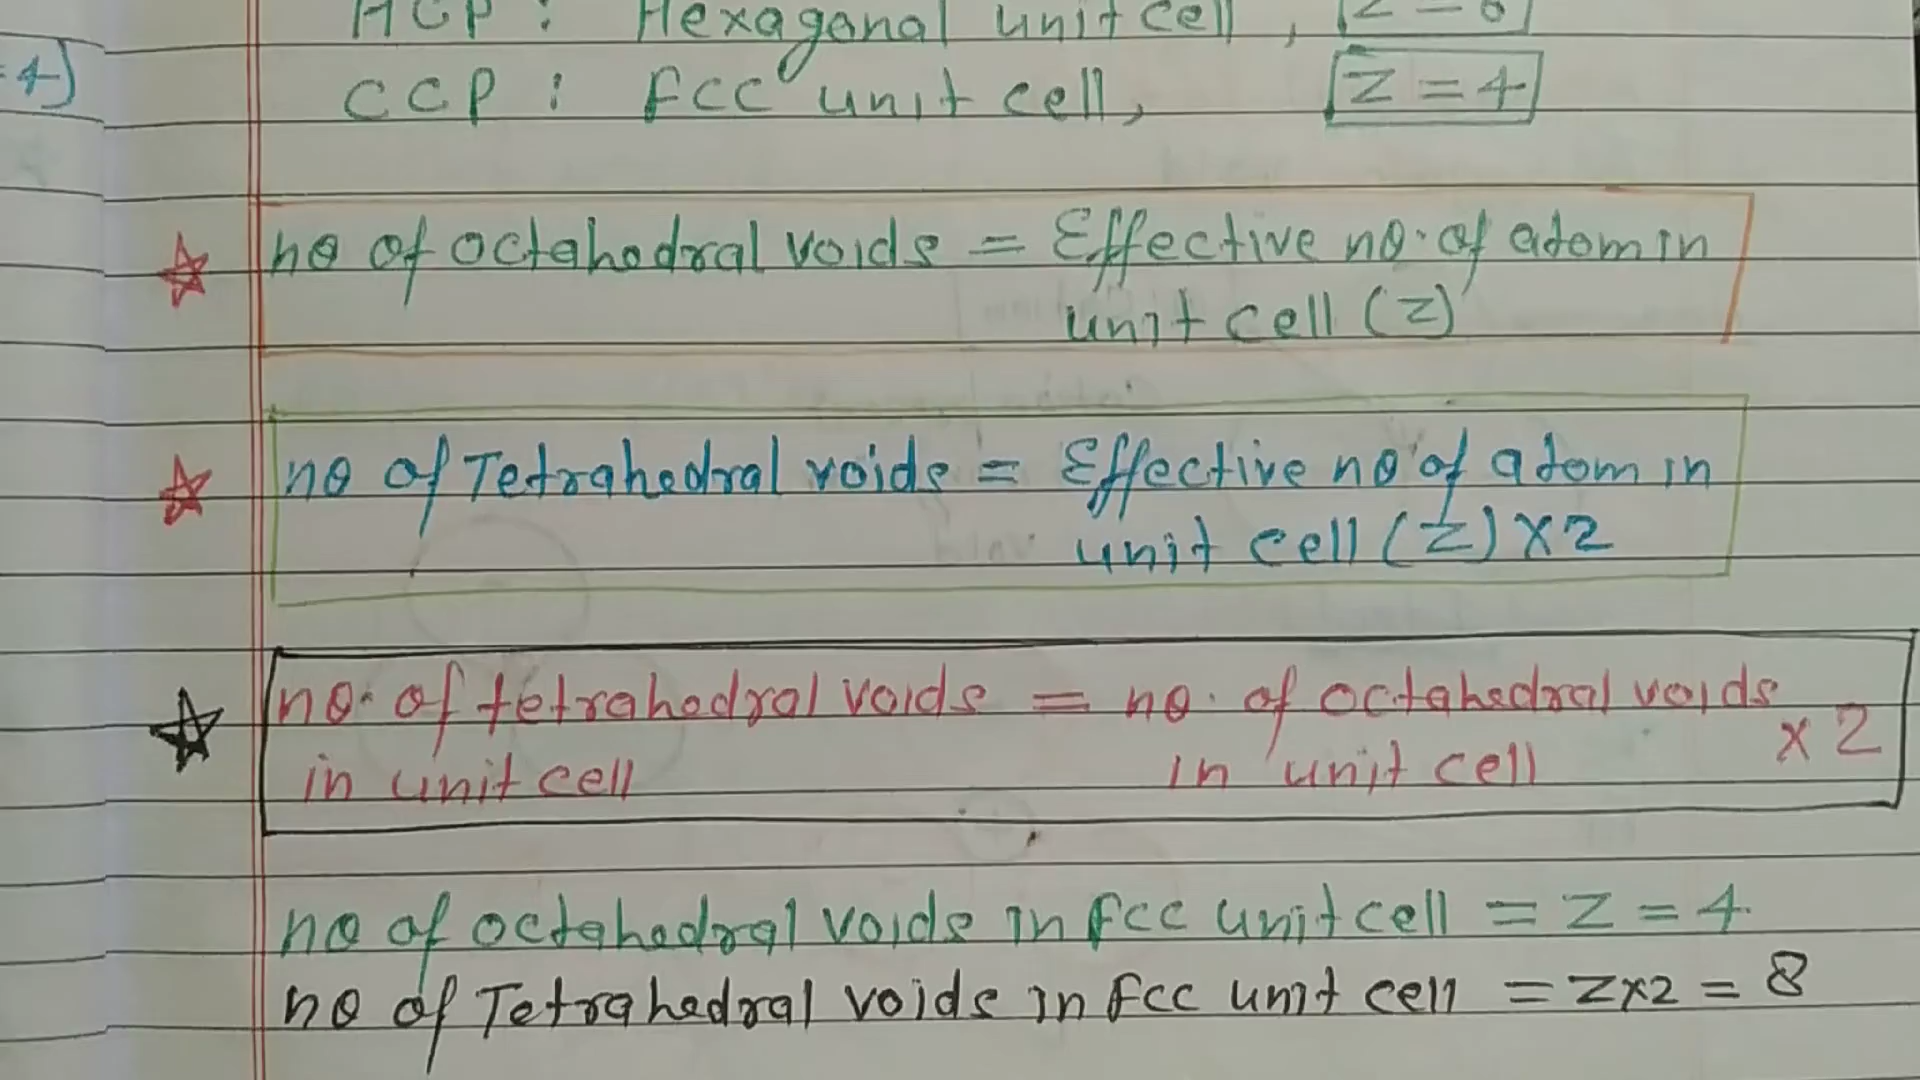 =4)
HCP : Hexagonal unit cell, Z = 6
CCP : fcc unit cell, Z = 4
no of octahedral voids = Effective no. of atom in
unit cell (Z)
no of Tetrahedral voids = Effective no of atom in
unit cell (Z) x 2
no. of tetrahedral voids = no. of octahedral voids
in unit cell in unit cell x 2
no of octahedral voids in fcc unit cell = Z = 4
no of Tetrahedral voids in fcc unit cell = Zx2 = 8